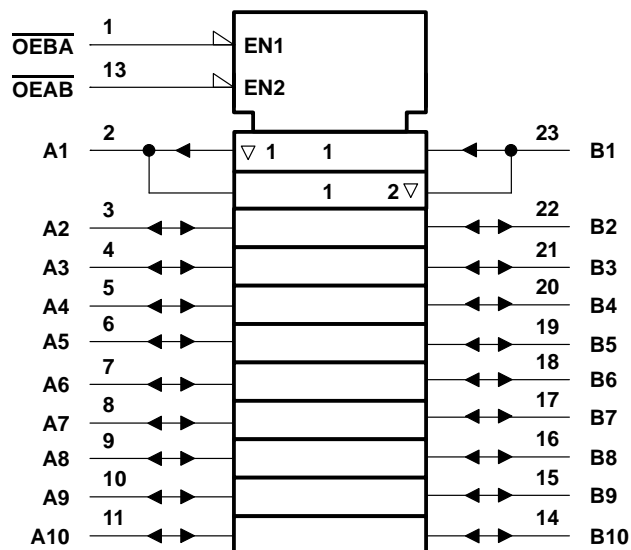 1
OEBA EN1
13
OEAB EN2
2 23
A1 1 1 B1
1 2
3 22
A2 B2
4 21
A3 B3
5 20
A4 B4
6 19
A5 B5
7 18
A6 B6
8 17
A7 B7
9 16
A8 B8
10 15
A9 B9
11 14
A10 B10